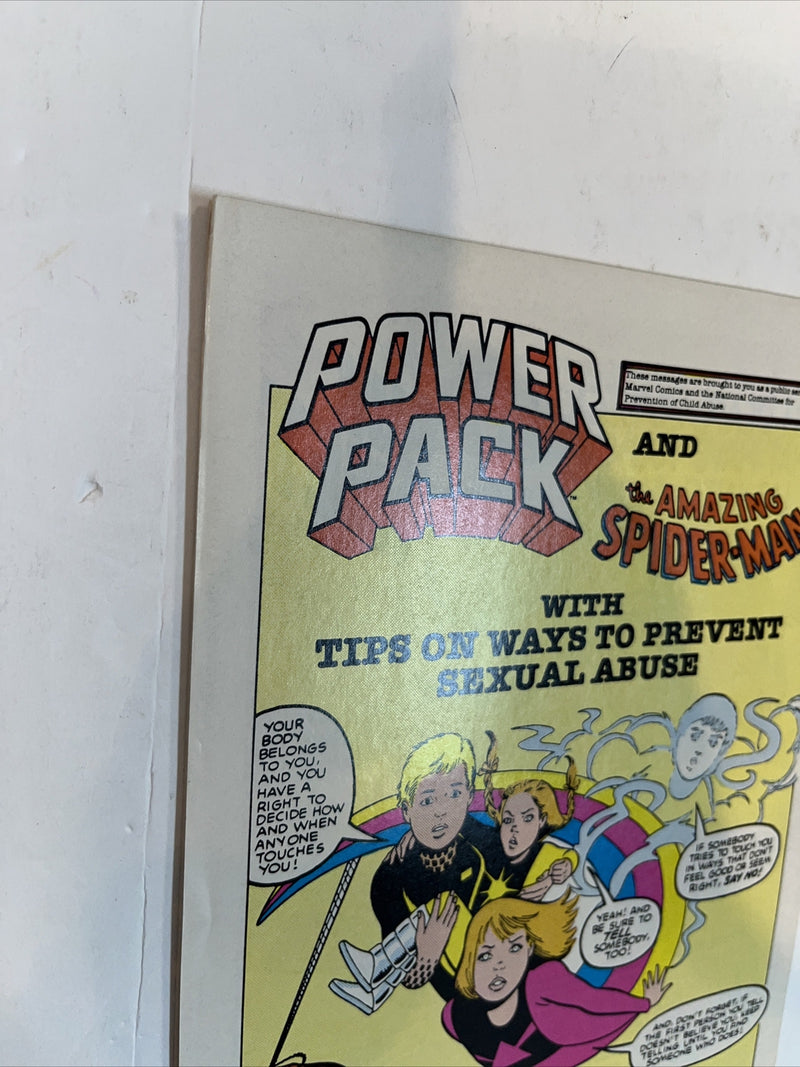 POWER
PACK™
These messages are brought to you as a public
Marvel Comics and the National Committee for
Prevention of Child Abuse.
AND
the AMAZING
SPIDER-MAN
WITH
TIPS ON WAYS TO PREVENT
SEXUAL ABUSE
YOUR
BODY
BELONGS
TO YOU,
AND YOU
HAVE A
RIGHT TO
DECIDE HOW
AND WHEN
ANYONE
TOUCHES
YOU!
IF SOMEBODY
TRIES TO TOUCH YOU
IN WAYS THAT DON'T
FEEL GOOD OR SEEM
RIGHT, SAY NO!
YEAH! AND
BE SURE TO
TELL
SOMEBODY,
TOO!
AND, DON'T FORGET, IF
THE FIRST PERSON YOU TELL
DOESN'T BELIEVE YOU, KEEP
TELLING UNTIL YOU FIND
SOMEONE WHO DOES!